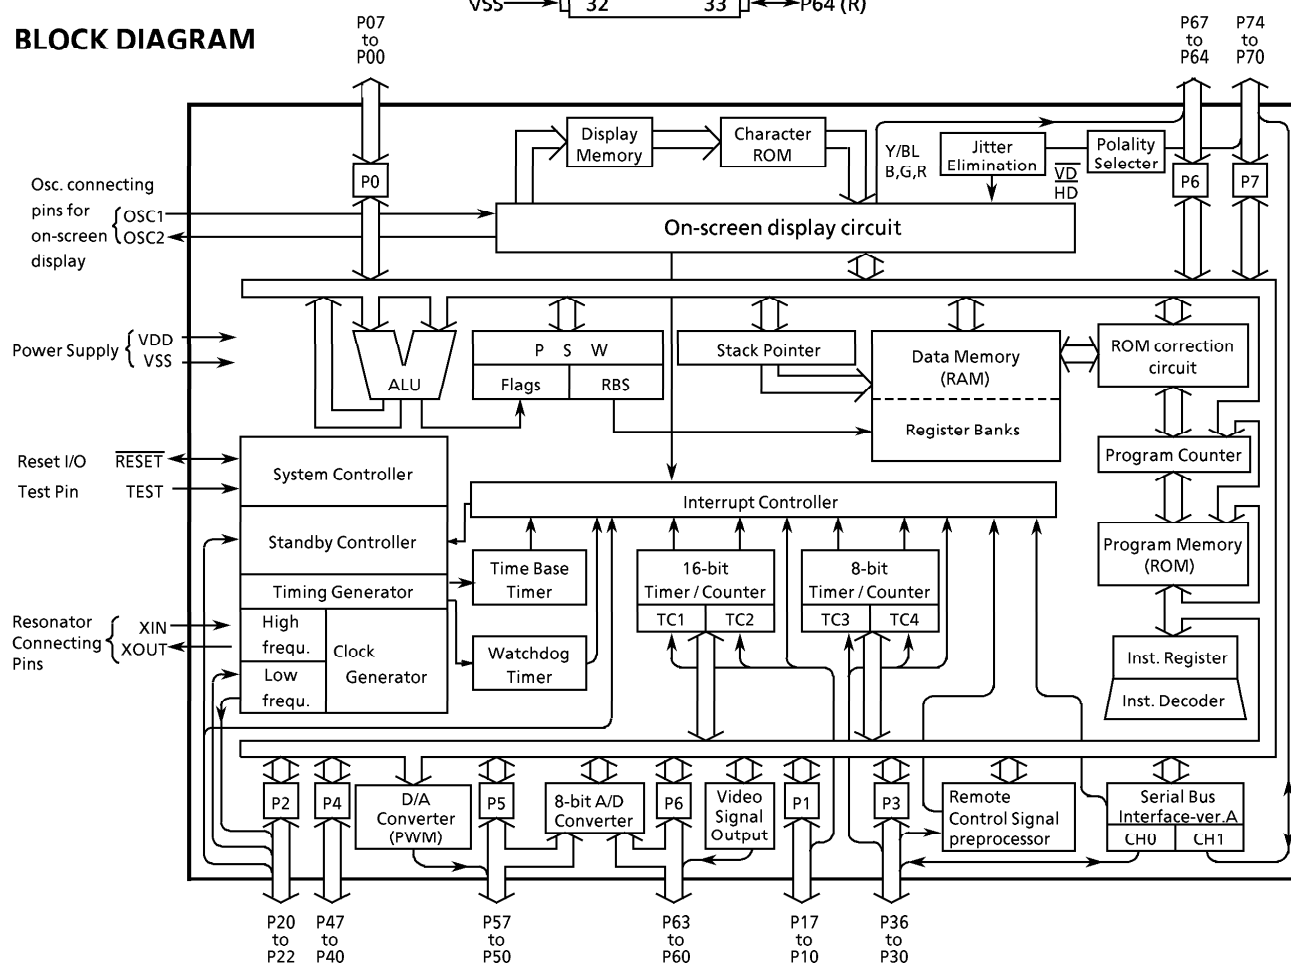 VSS 32 33 P64 (R)
BLOCK DIAGRAM
P07
to
P00
P67
to
P64
P74
to
P70
Display
Memory
Character
ROM
Y/BL
B,G,R
Jitter
Elimination
VD
HD
Polality
Selecter
P0
P6
P7
Osc. connecting
pins for
on-screen
display
OSC1
OSC2
On-screen display circuit
Power Supply
VDD
VSS
ALU
P S W
Flags RBS
Stack Pointer
Data Memory
(RAM)
Register Banks
ROM correction
circuit
Program Counter
Program Memory
(ROM)
Inst. Register
Inst. Decoder
Reset I/O RESET
Test Pin TEST
System Controller
Standby Controller
Timing Generator
High
frequ.
Low
frequ.
Clock
Generator
Resonator
Connecting
Pins
XIN
XOUT
Interrupt Controller
Time Base
Timer
Watchdog
Timer
16-bit
Timer / Counter
TC1 TC2
8-bit
Timer / Counter
TC3 TC4
P2
P4
D/A
Converter
(PWM)
P5
8-bit A/D
Converter
P6
Video
Signal
Output
P1
P3
Remote
Control Signal
preprocessor
Serial Bus
Interface-ver.A
CH0 CH1
P20
to
P22
P47
to
P40
P57
to
P50
P63
to
P60
P17
to
P10
P36
to
P30